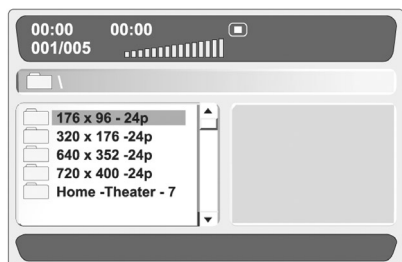 00:00 00:00
001/005
\
176 x 96 - 24p
320 x 176 -24p
640 x 352 -24p
720 x 400 -24p
Home -Theater - 7